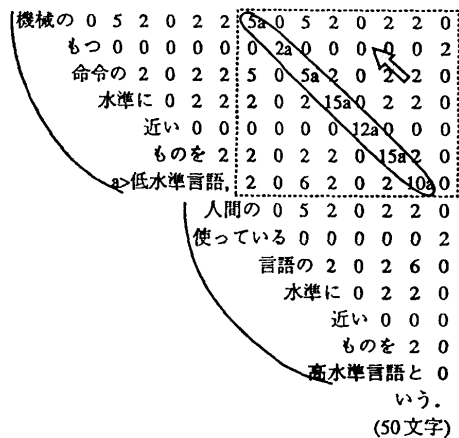 機械の 0 5 2 0 2 2 5a 0 5 2 0 2 2 0
もつ 0 0 0 0 0 0 2a 0 0 0 0 0 2
命令の 2 0 2 2 5 0 5a 2 0 2 2 0
水準に 0 2 2 2 0 2 15a 0 2 2 0
近い 0 0 0 0 0 0 12a 0 0 0
ものを 2 2 0 2 2 0 15a 2 0
a>低水準言語, 2 0 6 2 0 2 10a 0
人間の 0 5 2 0 2 2 0
使っている 0 0 0 0 0 2
言語の 2 0 2 6 0
水準に 0 2 2 0
近い 0 0 0
ものを 2 0
高水準言語と 0
いう.
(50文字)